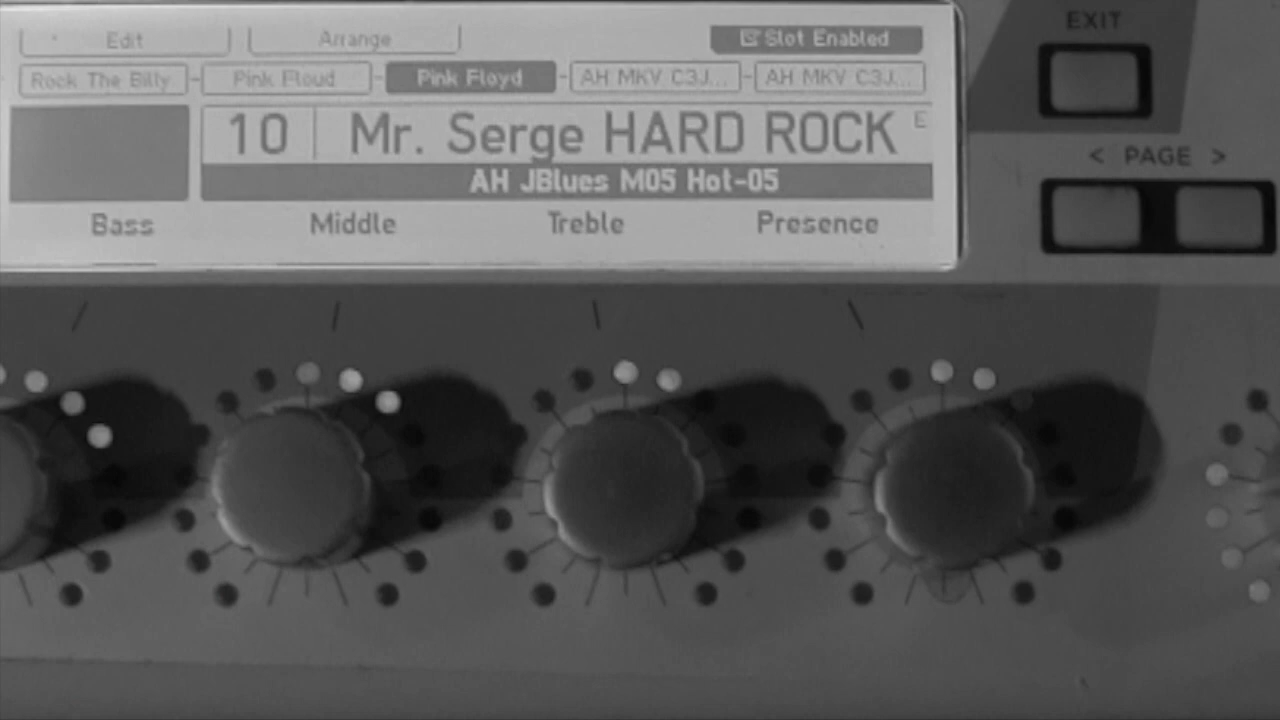 EXIT
Edit Arrange Slot Enabled
Rock The Billy Pink Floud Pink Floyd AH MKV C3J... AH MKV C3J...
10 Mr. Serge HARD ROCK E
< PAGE >
AH JBlues M05 Hot-05
Bass Middle Treble Presence